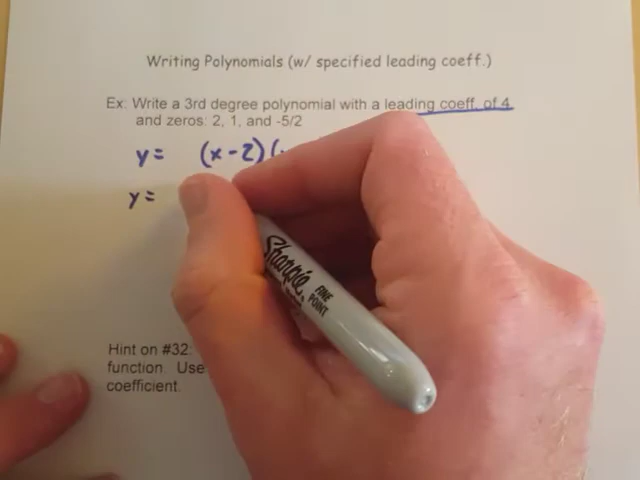 Writing Polynomials (w/ specified leading coeff.)
Ex: Write a 3rd degree polynomial with a leading coeff. of 4
and zeros: 2, 1, and -5/2
y = (x-2)(
y =
Sharpie
FINE
POINT
Hint on #32:
function. Use
coefficient.